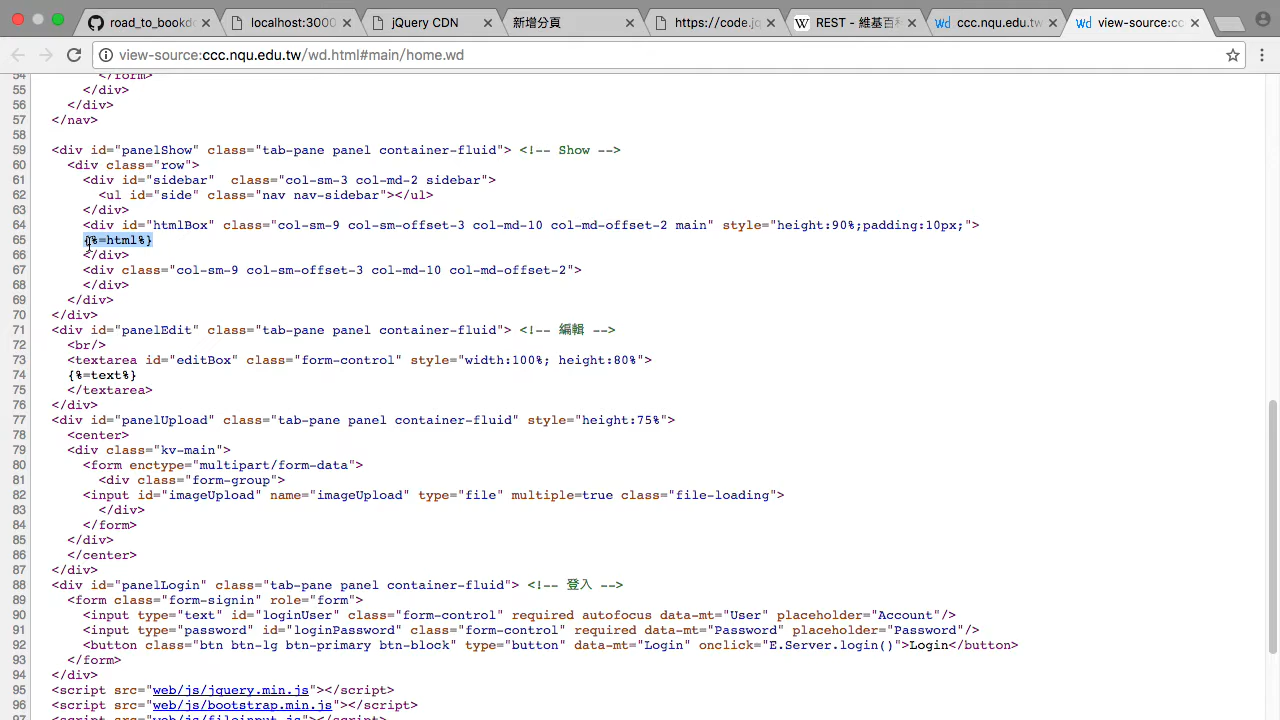 road_to_bookde
localhost:3000
jQuery CDN
新增分頁
https://code.jq
REST - 維基百科
ccc.nqu.edu.tw
view-source:cc
view-source:ccc.nqu.edu.tw/wd.html#main/home.wd
54 </form>
55 </div>
56 </div>
57 </nav>
58
59 <div id="panelShow" class="tab-pane panel container-fluid"> <!-- Show -->
60 <div class="row">
61 <div id="sidebar"  class="col-sm-3 col-md-2 sidebar">
62 <ul id="side" class="nav nav-sidebar"></ul>
63 </div>
64 <div id="htmlBox" class="col-sm-9 col-sm-offset-3 col-md-10 col-md-offset-2 main" style="height:90%;padding:10px;">
65 {%=html%}
66 </div>
67 <div class="col-sm-9 col-sm-offset-3 col-md-10 col-md-offset-2">
68 </div>
69 </div>
70 </div>
71 <div id="panelEdit" class="tab-pane panel container-fluid"> <!-- 編輯 -->
72 <br/>
73 <textarea id="editBox" class="form-control" style="width:100%; height:80%">
74 {%=text%}
75 </textarea>
76 </div>
77 <div id="panelUpload" class="tab-pane panel container-fluid" style="height:75%">
78 <center>
79 <div class="kv-main">
80 <form enctype="multipart/form-data">
81 <div class="form-group">
82 <input id="imageUpload" name="imageUpload" type="file" multiple=true class="file-loading">
83 </div>
84 </form>
85 </div>
86 </center>
87 </div>
88 <div id="panelLogin" class="tab-pane panel container-fluid"> <!-- 登入 -->
89 <form class="form-signin" role="form">
90 <input type="text" id="loginUser" class="form-control" required autofocus data-mt="User" placeholder="Account"/>
91 <input type="password" id="loginPassword" class="form-control" required data-mt="Password" placeholder="Password"/>
92 <button class="btn btn-lg btn-primary btn-block" type="button" data-mt="Login" onclick="E.Server.login()">Login</button>
93 </form>
94 </div>
95 <script src="web/js/jquery.min.js"></script>
96 <script src="web/js/bootstrap.min.js"></script>
97 <script src="web/js/fileinput.js"></script>